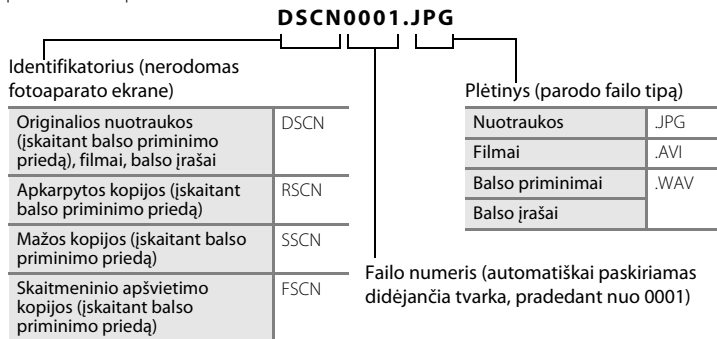 DSCN0001.JPG
Identifikatorius (nerodomas
fotoaparato ekrane)
Originalios nuotraukos
(įskaitant balso priminimo
priedą), filmai, balso įrašai
DSCN
Apkarpytos kopijos (įskaitant
balso priminimo priedą)
RSCN
Mažos kopijos (įskaitant balso
priminimo priedą)
SSCN
Skaitmeninio apšvietimo
kopijos (įskaitant balso
priminimo priedą)
FSCN
Plėtinys (parodo failo tipą)
Nuotraukos
.JPG
Filmai
.AVI
Balso priminimai
.WAV
Balso įrašai
Failo numeris (automatiškai paskiriamas
didėjančia tvarka, pradedant nuo 0001)